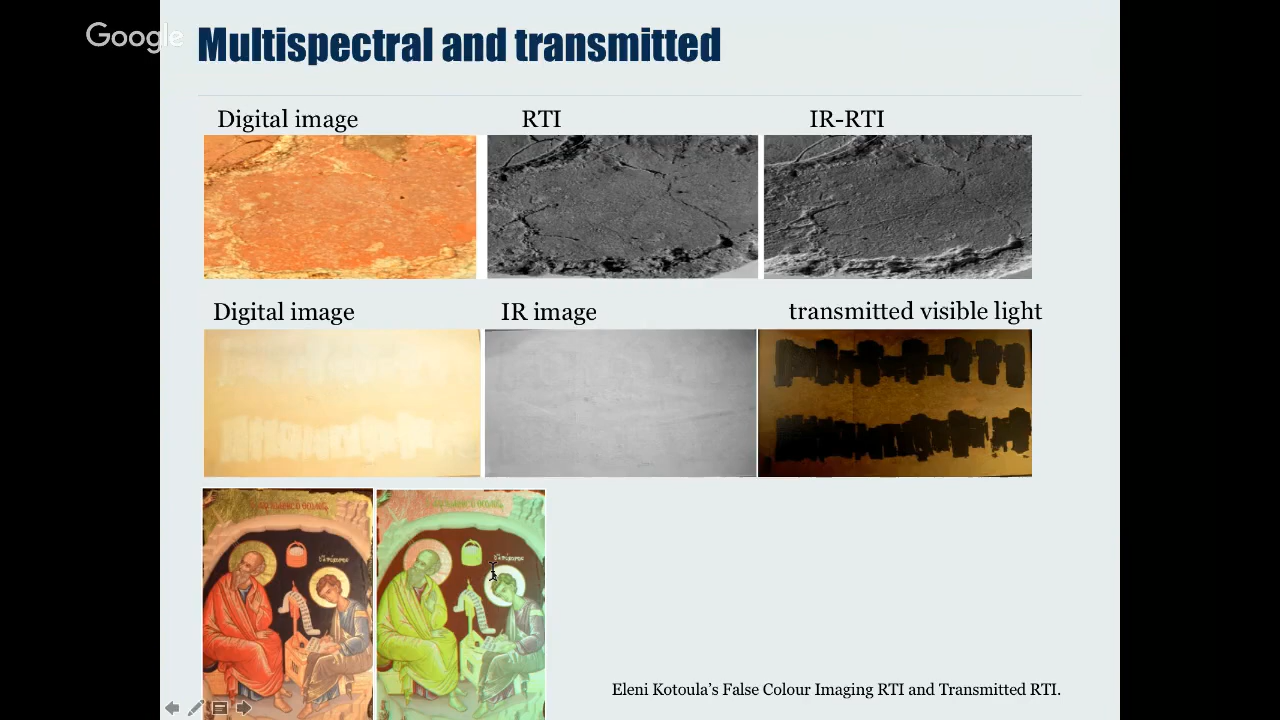 Google
Multispectral and transmitted
Digital image
RTI
IR-RTI
Digital image
IR image
transmitted visible light
Eleni Kotoula's False Colour Imaging RTI and Transmitted RTI.